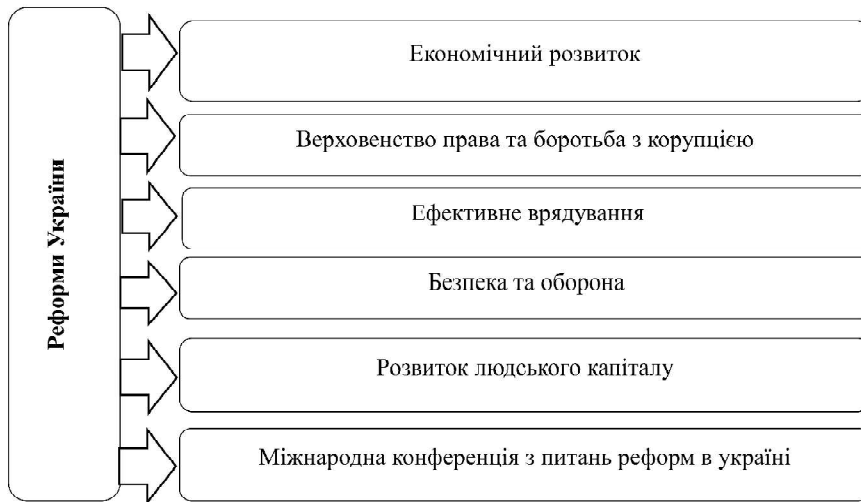 Реформи України
Економічний розвиток
Верховенство права та боротьба з корупцією
Ефективне врядування
Безпека та оборона
Розвиток людського капіталу
Міжнародна конференція з питань реформ в україні